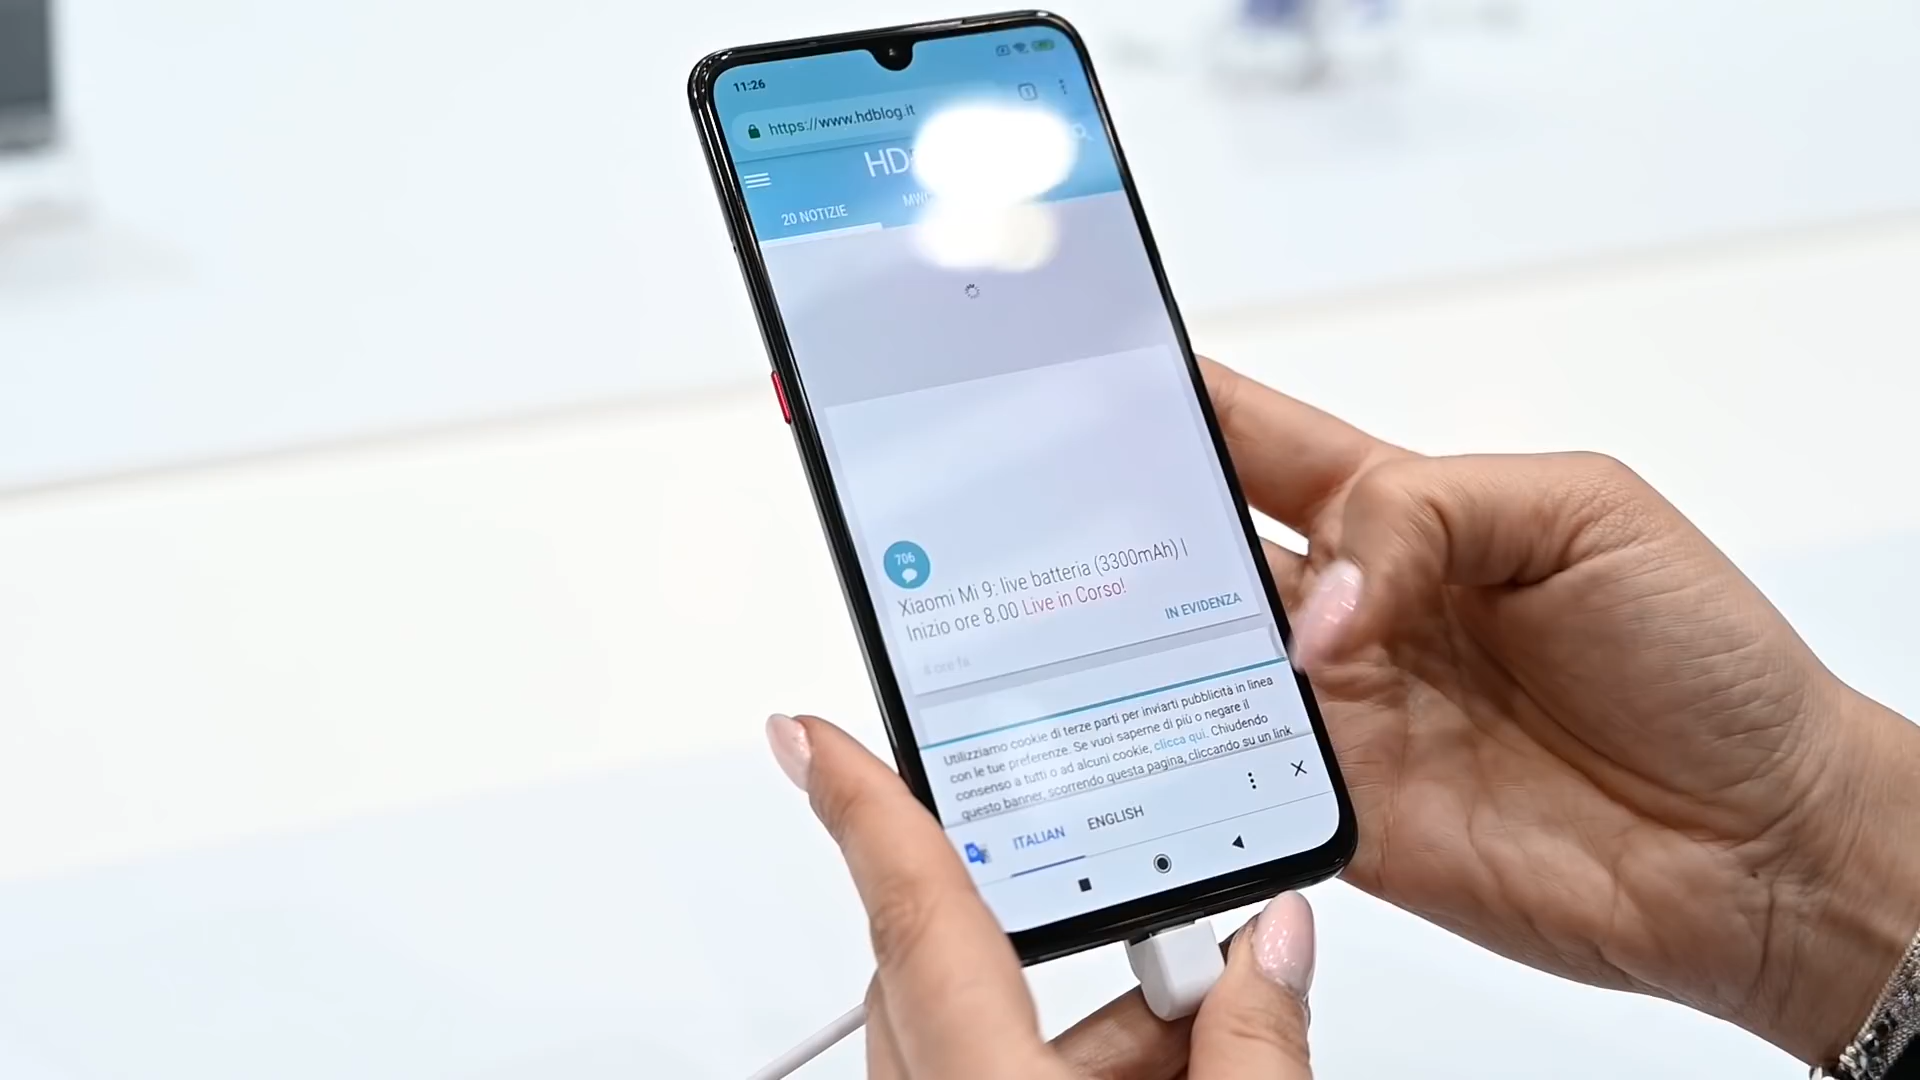 11:26
1
https://www.hdblog.it
HD
20 NOTIZIE
706
Xiaomi Mi 9: live batteria (3300mAh) |
Inizio ore 8.00 Live in Corso!
IN EVIDENZA
ore fa
Utilizziamo cookie di terze parti per inviarti pubblicità in linea
con le tue preferenze. Se vuoi saperne di più o negare il
consenso a tutti o ad alcuni cookie, clicca qui. Chiudendo
questo banner, scorrendo questa pagina, cliccando su un link
ITALIAN
ENGLISH